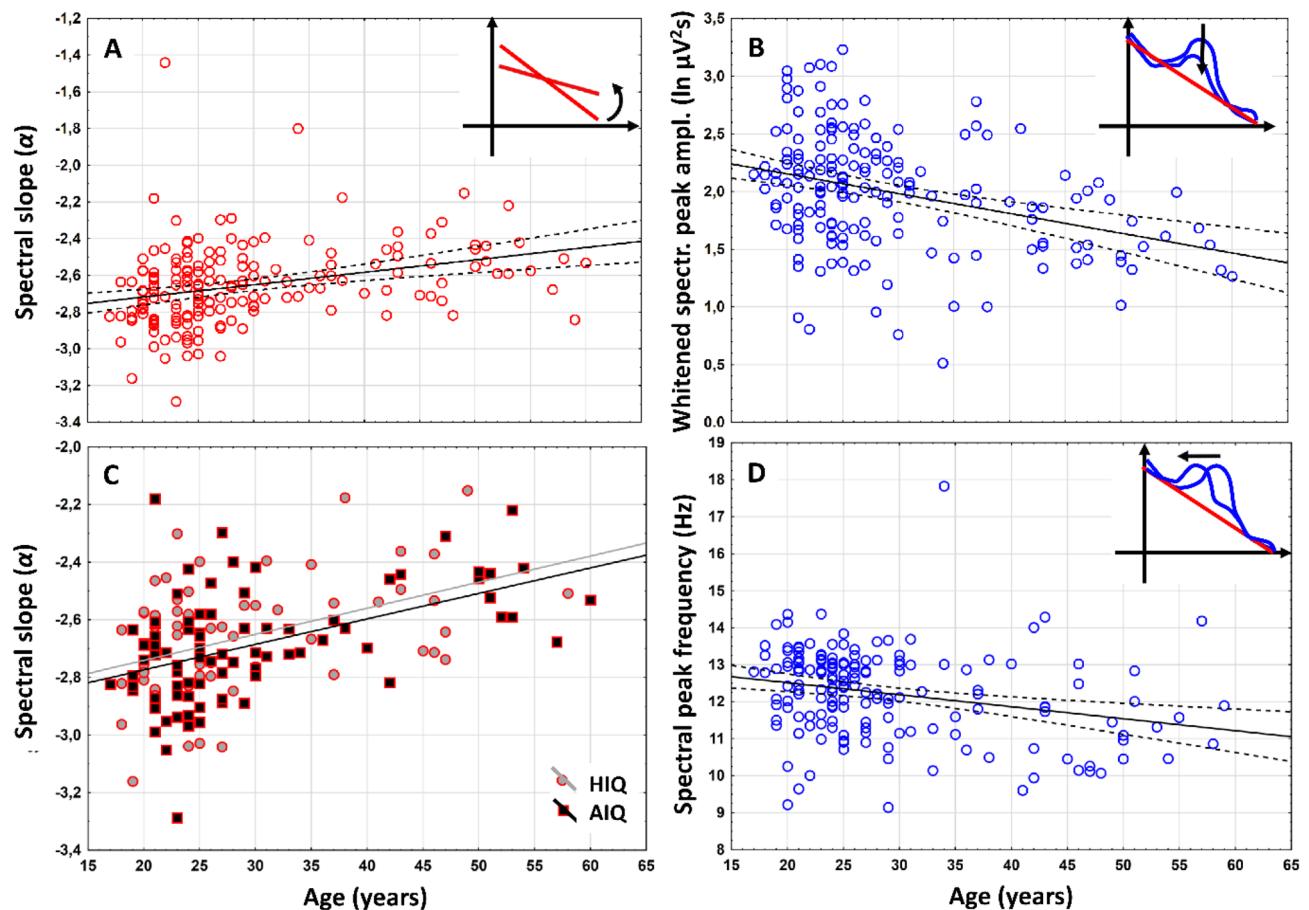 A
Spectral slope (α)
-1,2
-1,4
-1,6
-1,8
-2,0
-2,2
-2,4
-2,6
-2,8
-3,0
-3,2
-3.4
B
Whitened spectr. peak ampl. (ln µV²s)
3,5
3,0
2,5
2,0
1,5
1,0
0,5
0.0
C
Spectral slope (α)
-2,0
-2,2
-2,4
-2,6
-2,8
-3,0
-3,2
-3,4
HIQ
AIQ
15 20 25 30 35 40 45 50 55 60 65
Age (years)
D
Spectral peak frequency (Hz)
19
18
17
16
15
14
13
12
11
10
9
8
15 20 25 30 35 40 45 50 55 60 65
Age (years)